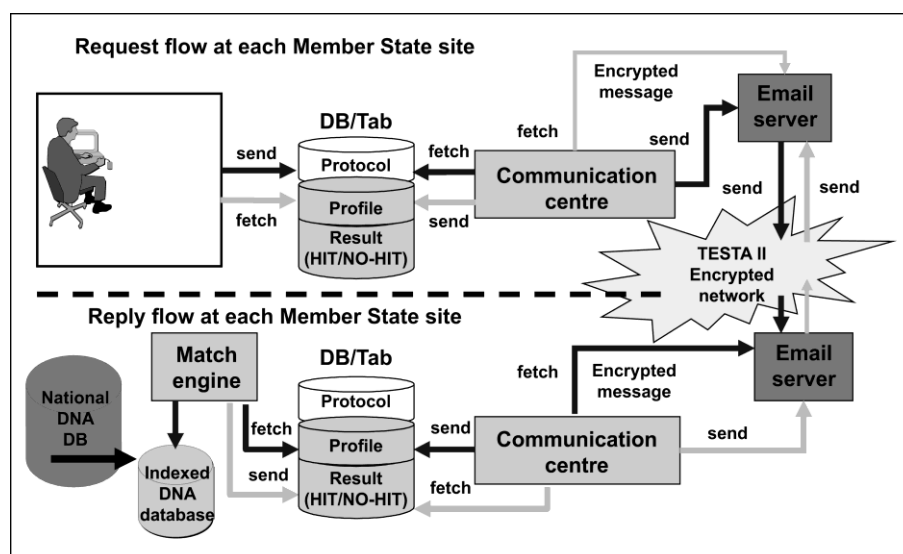 Request flow at each Member State site
Encrypted
message
Email
server
DB/Tab
fetch
send
Protocol
fetch
send
Communication
centre
send
send
Profile
fetch
send
Result
(HIT/NO-HIT)
TESTA II
Encrypted
network
Reply flow at each Member State site
Match
engine
DB/Tab
fetch
Encrypted
message
Email
server
National
DNA
DB
Protocol
fetch
send
Communication
centre
send
Profile
Indexed
DNA
database
send
Result
(HIT/NO-HIT)
fetch